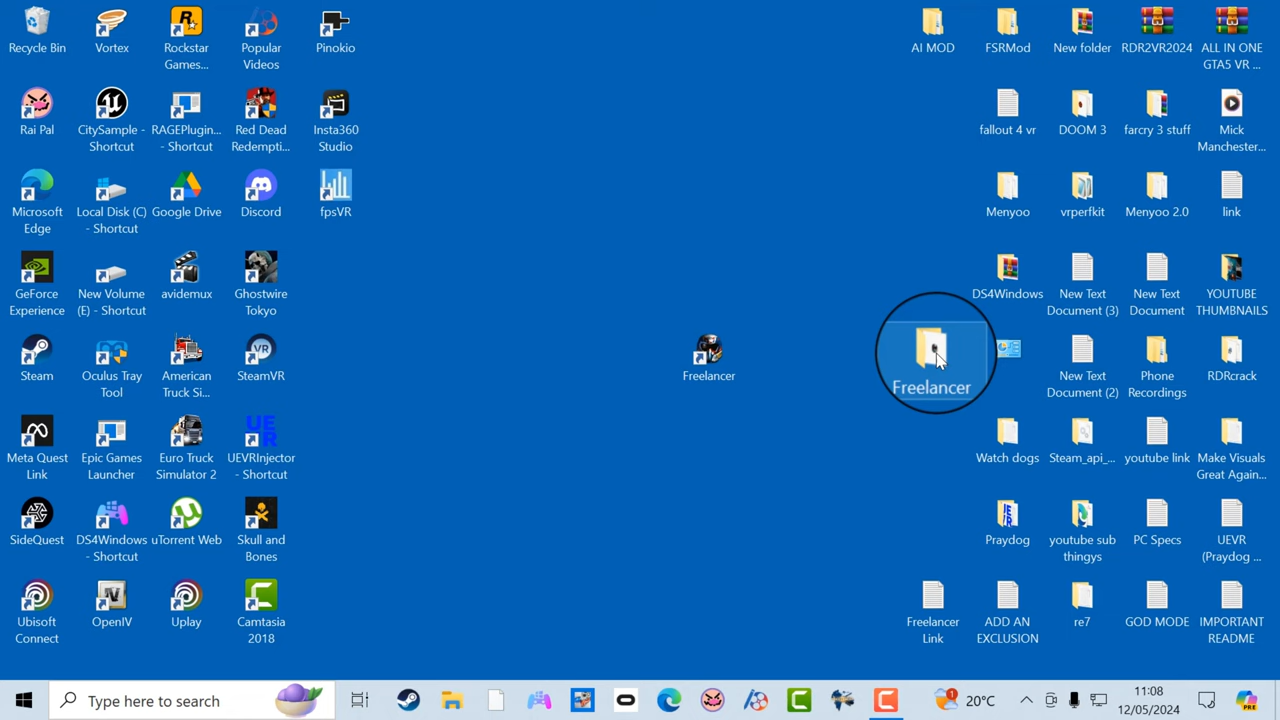 Recycle Bin
Vortex
Rockstar
Games...
Popular
Videos
Pinokio
AI MOD
FSRMod
New folder
RDR2VR2024
ALL IN ONE
GTA5 VR ...
Rai Pal
CitySample -
Shortcut
RAGEPlugin...
- Shortcut
Red Dead
Redempti...
Insta360
Studio
fallout 4 vr
DOOM 3
farcry 3 stuff
Mick
Manchester...
Microsoft
Edge
Local Disk (C)
- Shortcut
Google Drive
Discord
fpsVR
Menyoo
vrperfkit
Menyoo 2.0
link
GeForce
Experience
New Volume
(E) - Shortcut
avidemux
Ghostwire
Tokyo
DS4Windows
New Text
Document (3)
New Text
Document
YOUTUBE
THUMBNAILS
Steam
Oculus Tray
Tool
American
Truck Si...
SteamVR
Freelancer
Freelancer
New Text
Document (2)
Phone
Recordings
RDRcrack
Meta Quest
Link
Epic Games
Launcher
Euro Truck
Simulator 2
UEVRInjector
- Shortcut
Watch dogs
Steam_api_...
youtube link
Make Visuals
Great Again...
SideQuest
DS4Windows
- Shortcut
uTorrent Web
Skull and
Bones
Praydog
youtube sub
thingys
PC Specs
UEVR
(Praydog ...
Ubisoft
Connect
OpenIV
Uplay
Camtasia
2018
Freelancer
Link
ADD AN
EXCLUSION
re7
GOD MODE
IMPORTANT
README
Type here to search
1
20°C
11:08
12/05/2024
PRE